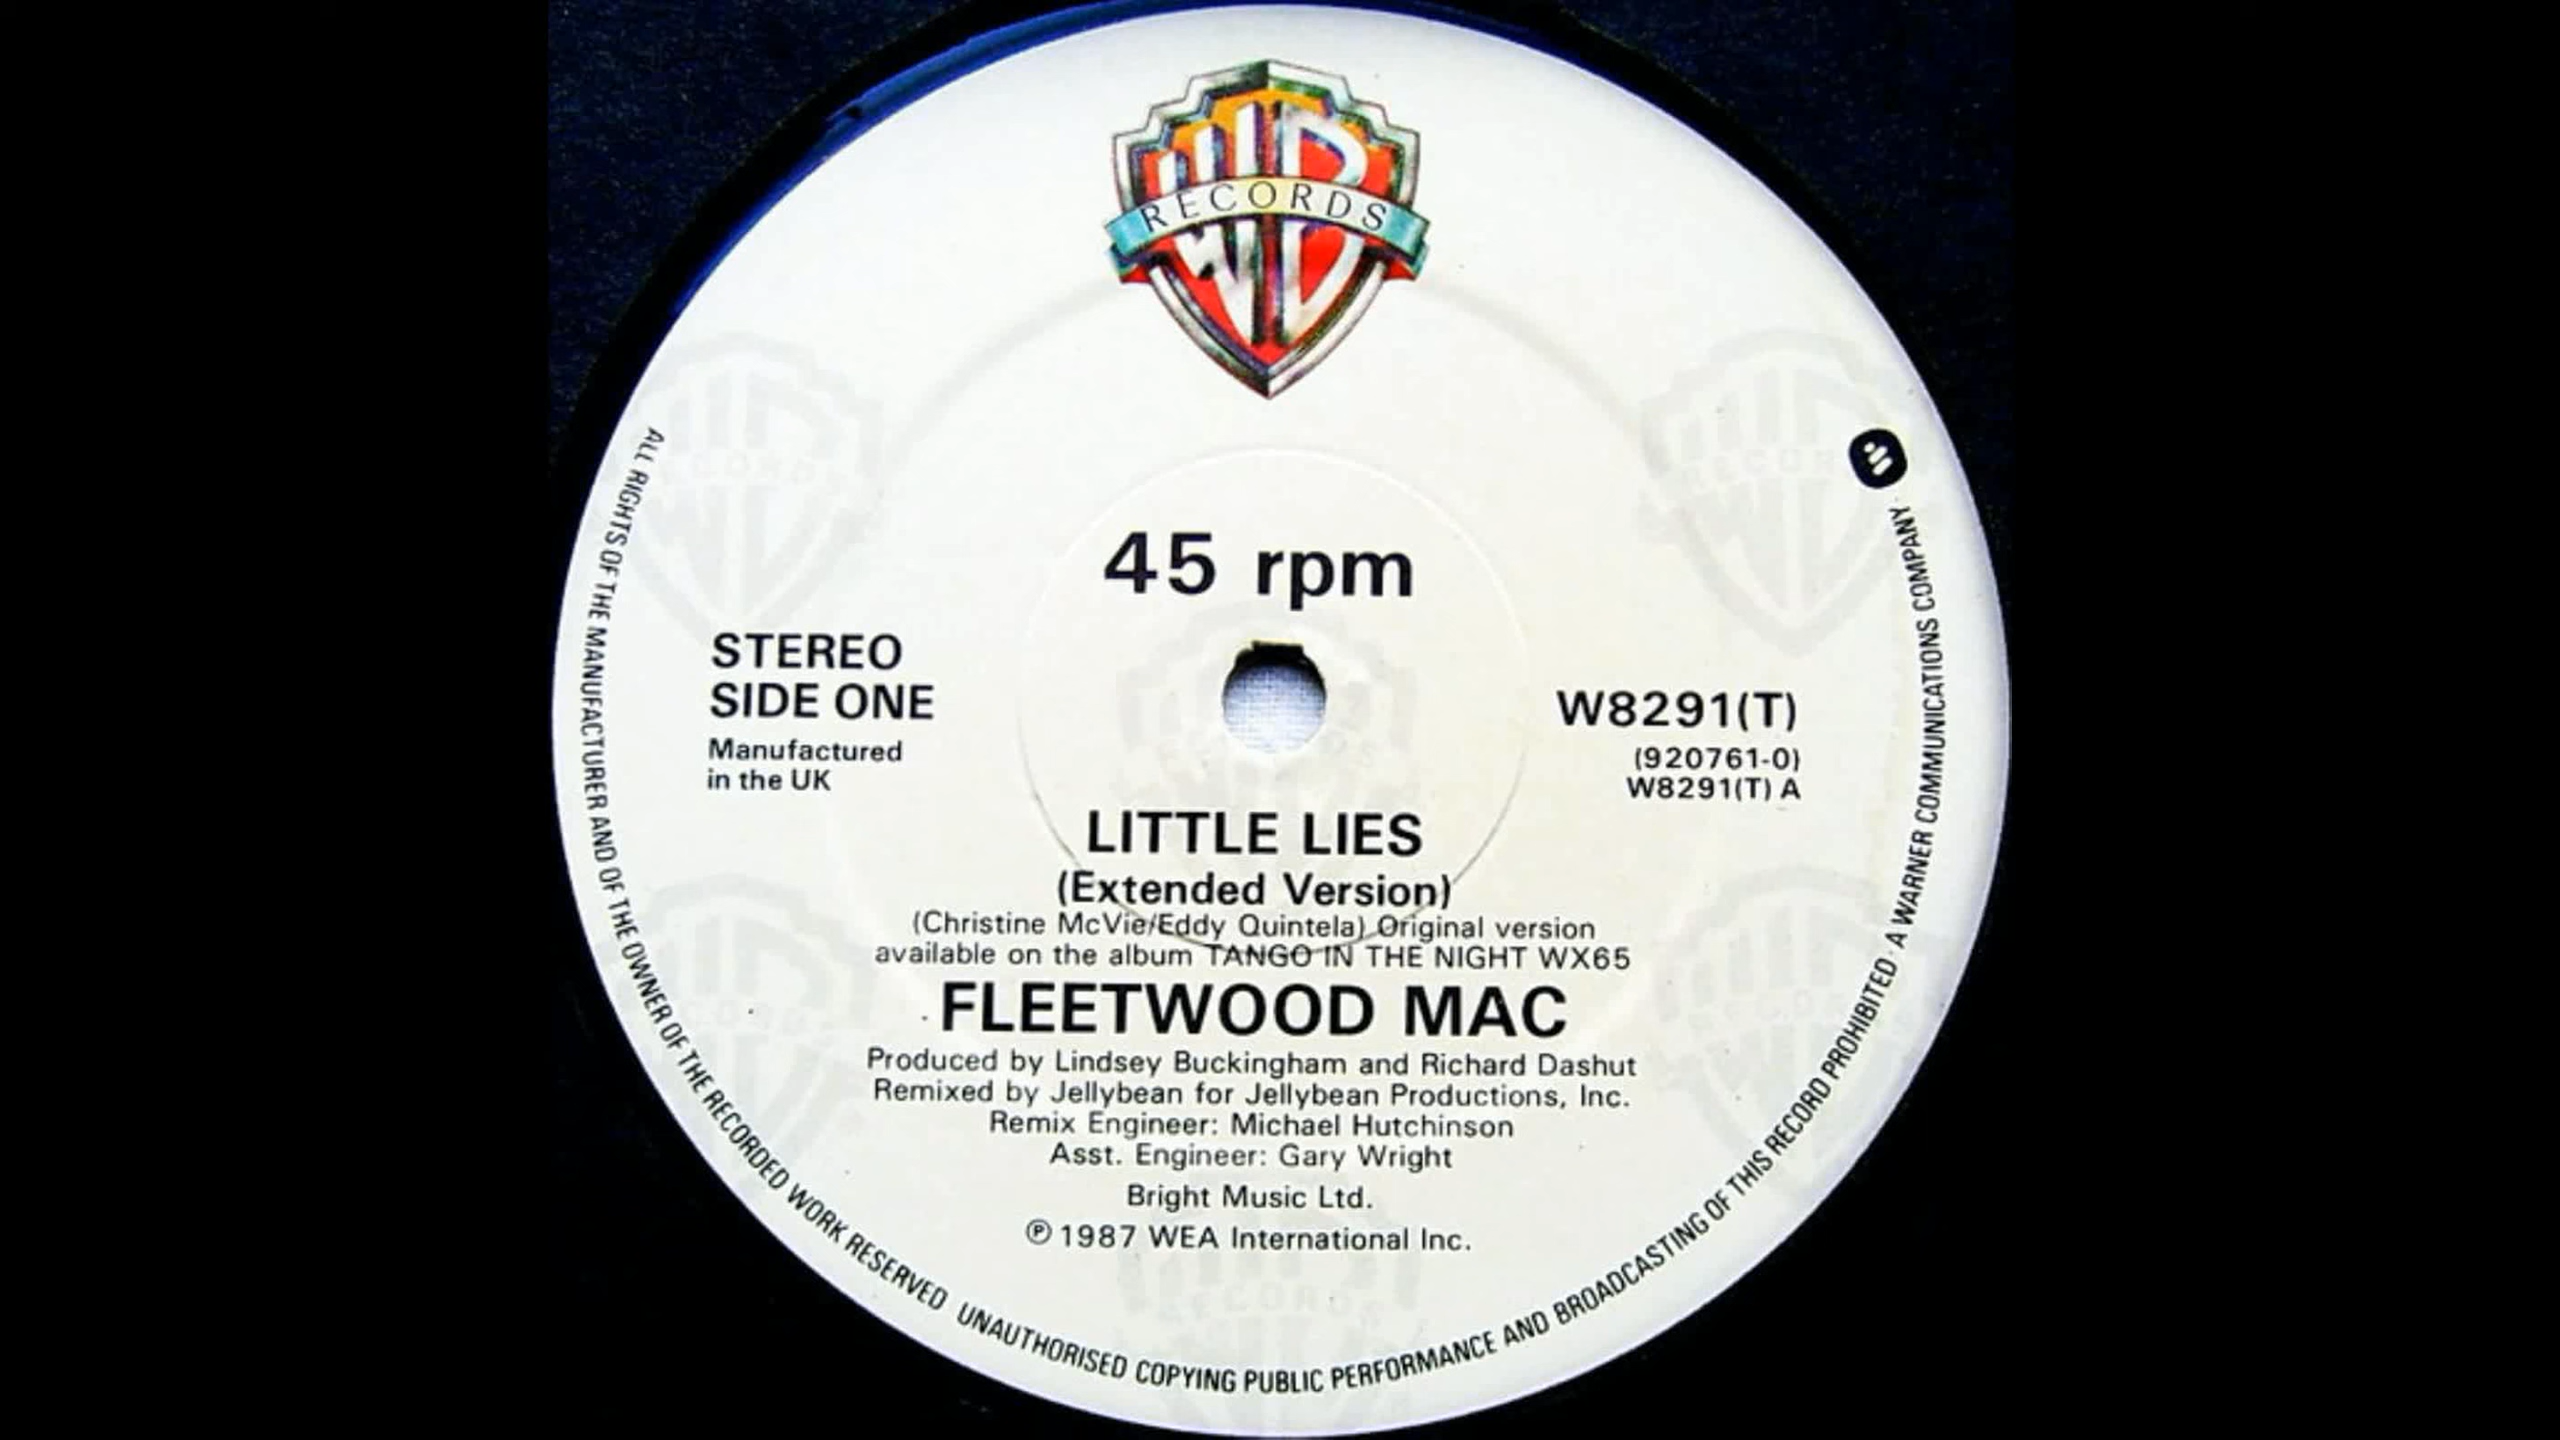 RECORDS
45 rpm
STEREO
SIDE ONE
Manufactured
in the UK
W8291(T)
(920761-0)
W8291(T) A
LITTLE LIES
(Extended Version)
(Christine McVie/Eddy Quintela) Original version
available on the album TANGO IN THE NIGHT WX65
FLEETWOOD MAC
Produced by Lindsey Buckingham and Richard Dashut
Remixed by Jellybean for Jellybean Productions, Inc.
Remix Engineer: Michael Hutchinson
Asst. Engineer: Gary Wright
Bright Music Ltd.
℗ 1987 WEA International Inc.
ALL RIGHTS OF THE MANUFACTURER AND OF THE OWNER OF THE RECORDED WORK RESERVED UNAUTHORISED COPYING PUBLIC PERFORMANCE AND BROADCASTING OF THIS RECORD PROHIBITED · A WARNER COMMUNICATIONS COMPANY